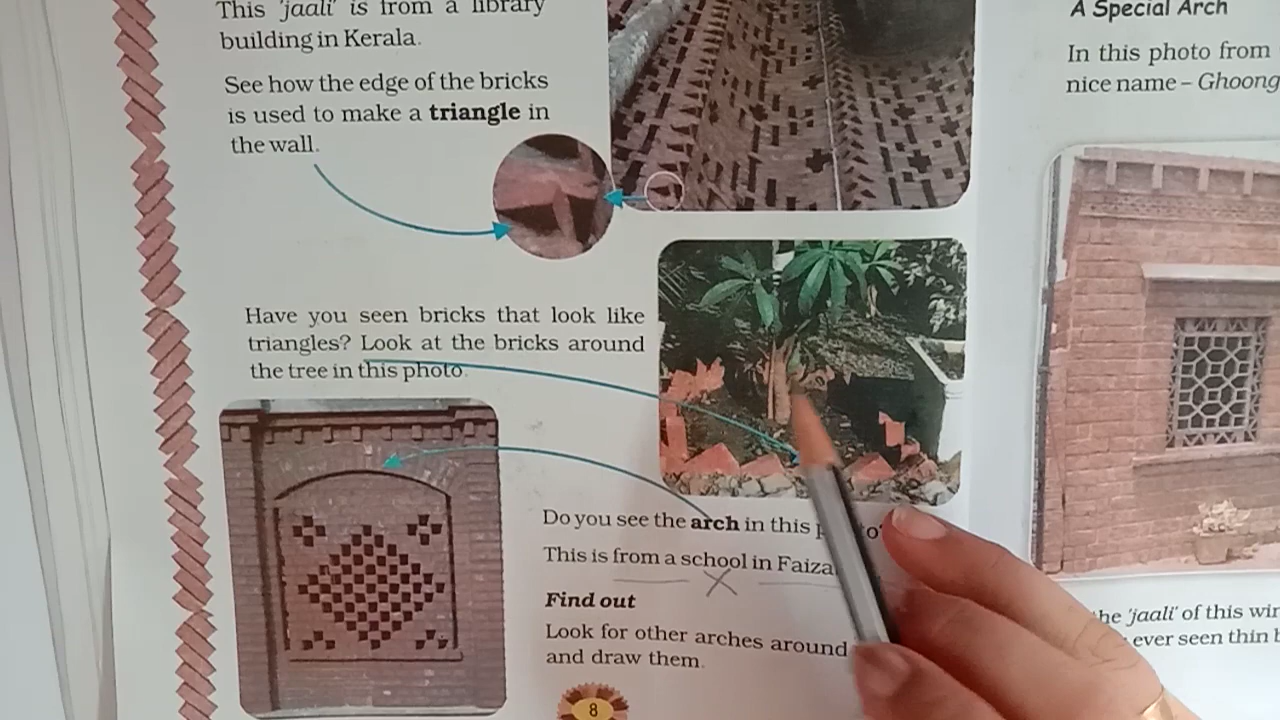 This 'jaali' is from a library
building in Kerala.
See how the edge of the bricks
is used to make a triangle in
the wall.
Have you seen bricks that look like
triangles? Look at the bricks around
the tree in this photo.
Do you see the arch in this
This is from a school in
Find out
Look for other arches around
and draw them.
8
A Special Arch
In this photo from
nice name –
'jaali' of this
ever seen thin